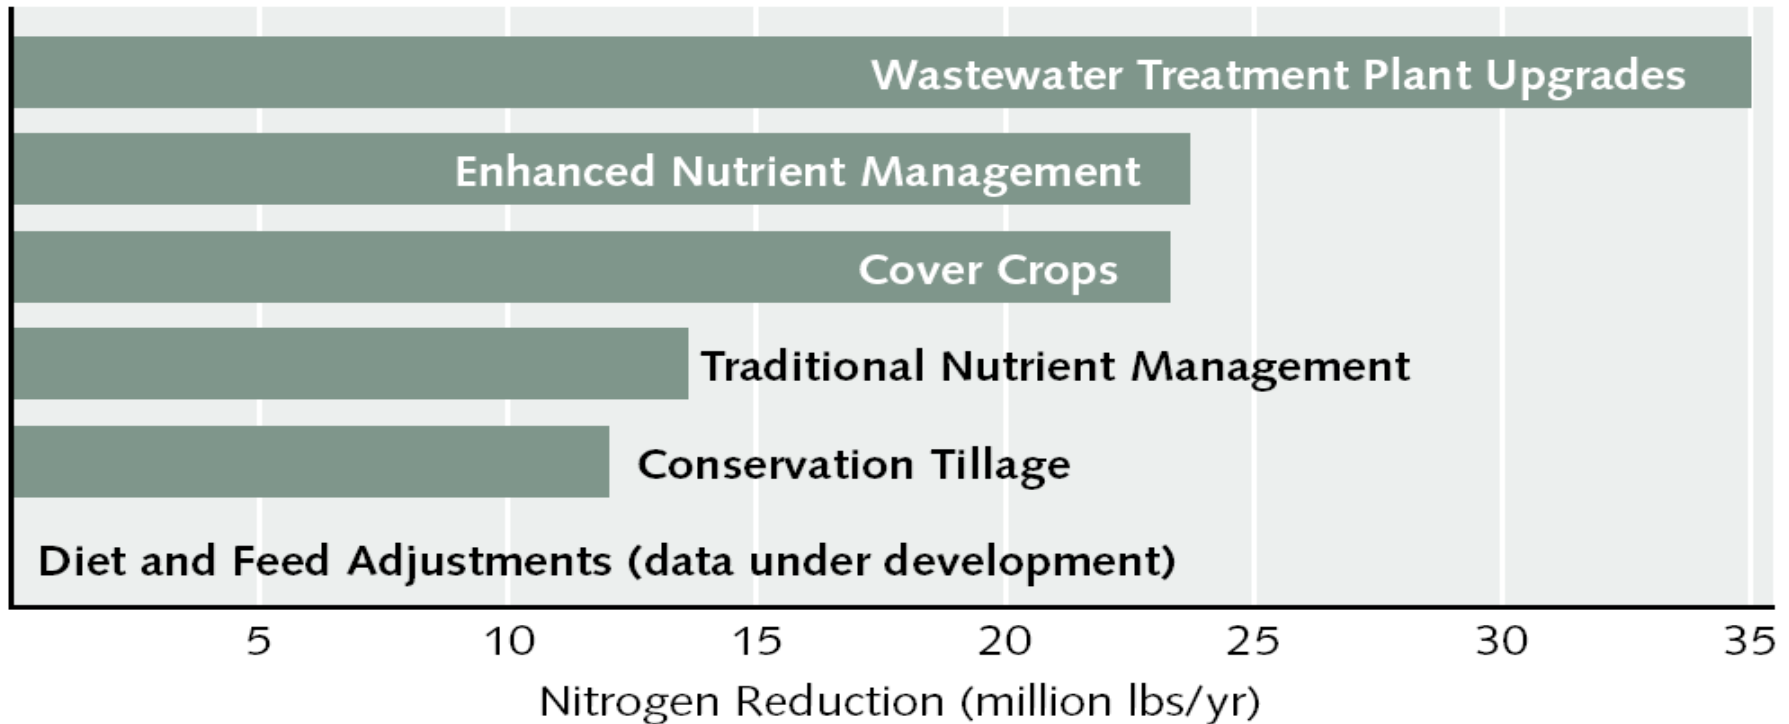 Wastewater Treatment Plant Upgrades
Enhanced Nutrient Management
Cover Crops
Traditional Nutrient Management
Conservation Tillage
Diet and Feed Adjustments (data under development)
5 10 15 20 25 30 35
Nitrogen Reduction (million lbs/yr)